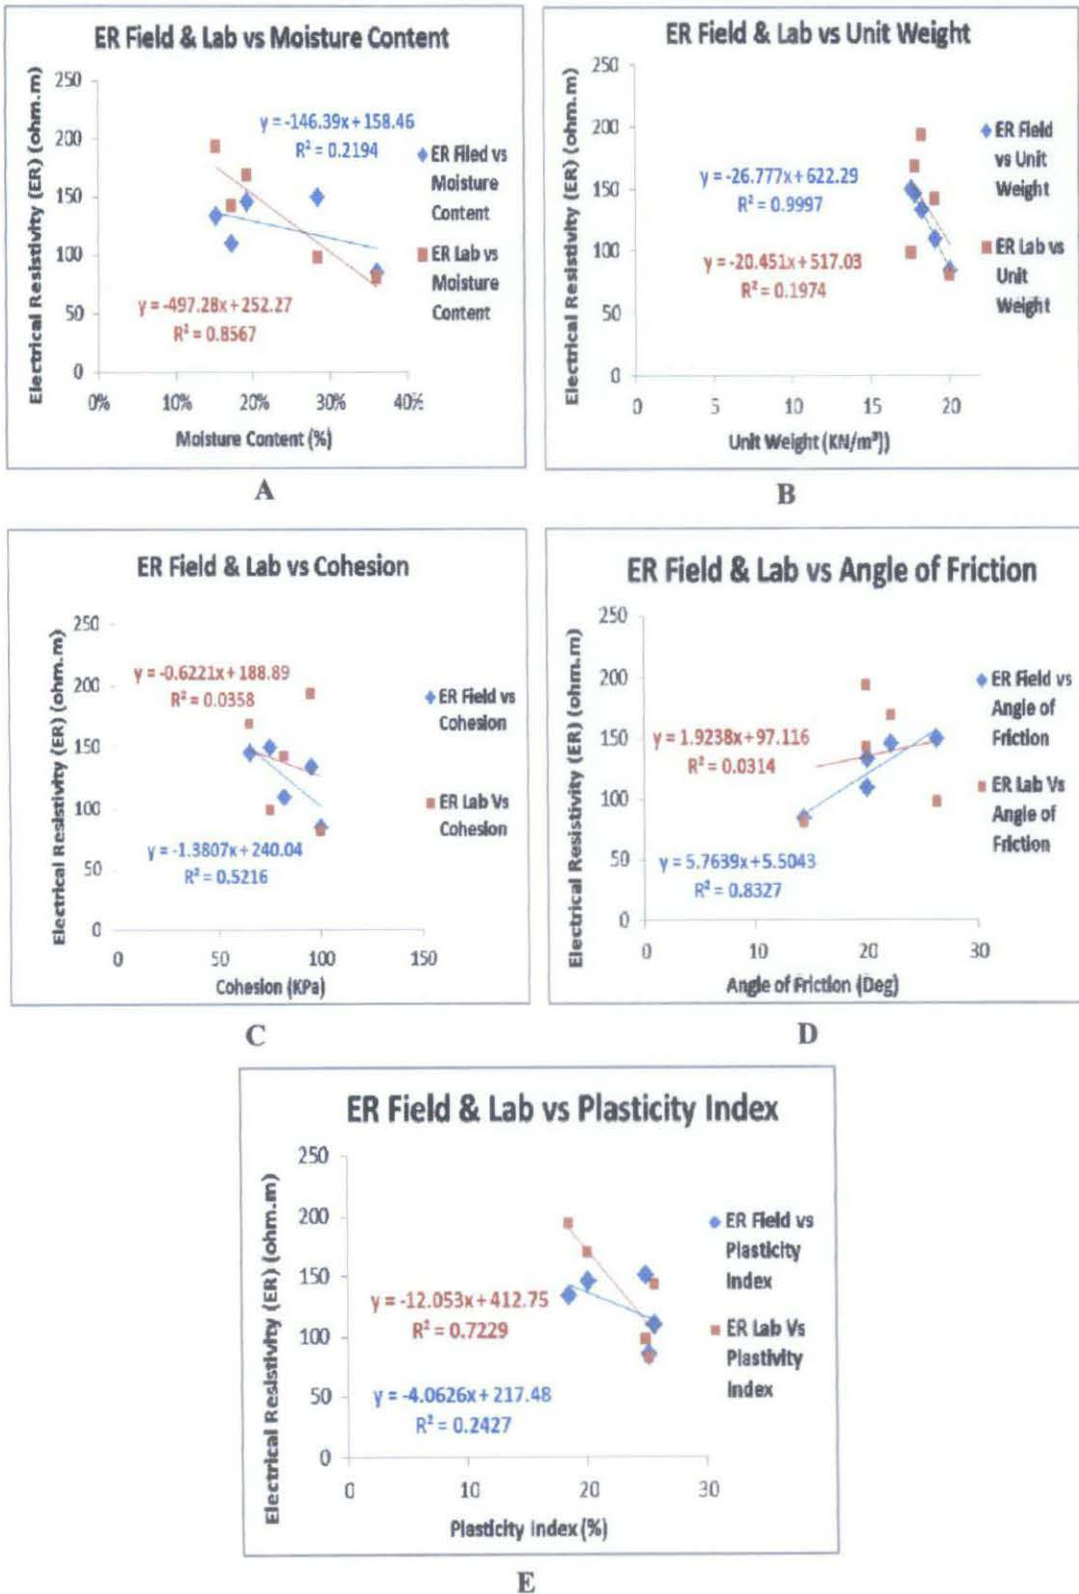 ER Field & Lab vs Moisture Content
Electrical Resistivity (ER) (ohm.m)
250
200
150
100
50
0
0%
10%
20%
30%
40%
Moisture Content (%)
y = -146.39x + 158.46
R² = 0.2194
y = -497.28x + 252.27
R² = 0.8567
ER Filed vs
Moisture
Content
ER Lab vs
Moisture
Content
A
ER Field & Lab vs Unit Weight
Electrical Resistivity (ER) (ohm.m)
250
200
150
100
50
0
0
5
10
15
20
Unit Weight (KN/m³))
y = -26.777x + 622.29
R² = 0.9997
y = -20.451x + 517.03
R² = 0.1974
ER Field
vs Unit
Weight
ER Lab vs
Unit
Weight
B
ER Field & Lab vs Cohesion
Electrical Resistivity (ER) (ohm.m)
250
200
150
100
50
0
0
50
100
150
Cohesion (KPa)
y = -0.6221x + 188.89
R² = 0.0358
y = -1.3807x + 240.04
R² = 0.5216
ER Field vs
Cohesion
ER Lab Vs
Cohesion
C
ER Field & Lab vs Angle of Friction
Electrical Resistivity (ER) (ohm.m)
250
200
150
100
50
0
0
10
20
30
Angle of Friction (Deg)
y = 1.9238x + 97.116
R² = 0.0314
y = 5.7639x + 5.5043
R² = 0.8327
ER Field vs
Angle of
Friction
ER Lab Vs
Angle of
Friction
D
ER Field & Lab vs Plasticity Index
Electrical Resistivity (ER) (ohm.m)
250
200
150
100
50
0
0
10
20
30
Plasticity Index (%)
y = -12.053x + 412.75
R² = 0.7229
y = -4.0626x + 217.48
R² = 0.2427
ER Field vs
Plasticity
Index
ER Lab Vs
Plastivity
Index
E